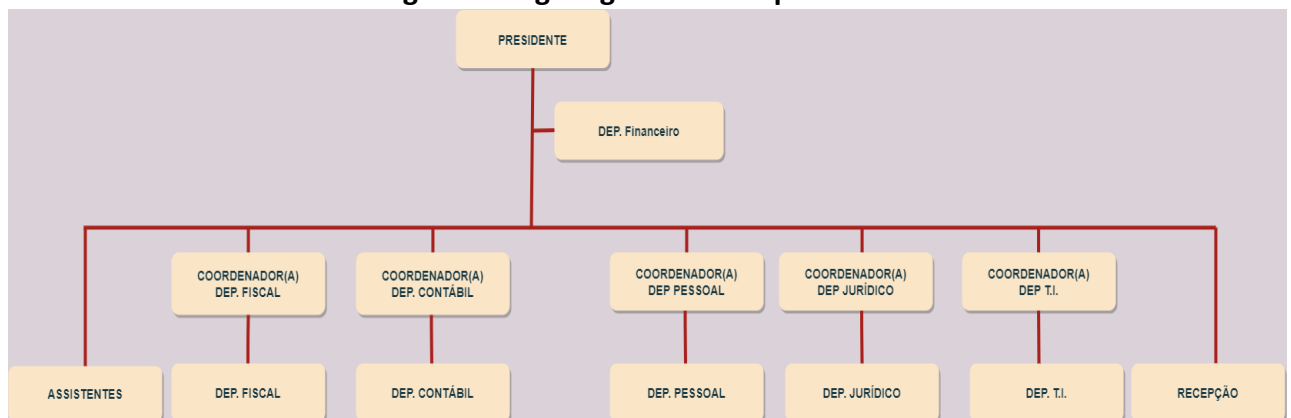 PRESIDENTE
DEP. Financeiro
COORDENADOR(A)
DEP. FISCAL
COORDENADOR(A)
DEP. CONTÁBIL
COORDENADOR(A)
DEP PESSOAL
COORDENADOR(A)
DEP JURÍDICO
COORDENADOR(A)
DEP T.I.
ASSISTENTES
DEP. FISCAL
DEP. CONTÁBIL
DEP. PESSOAL
DEP. JURÍDICO
DEP. T.I.
RECEPÇÃO